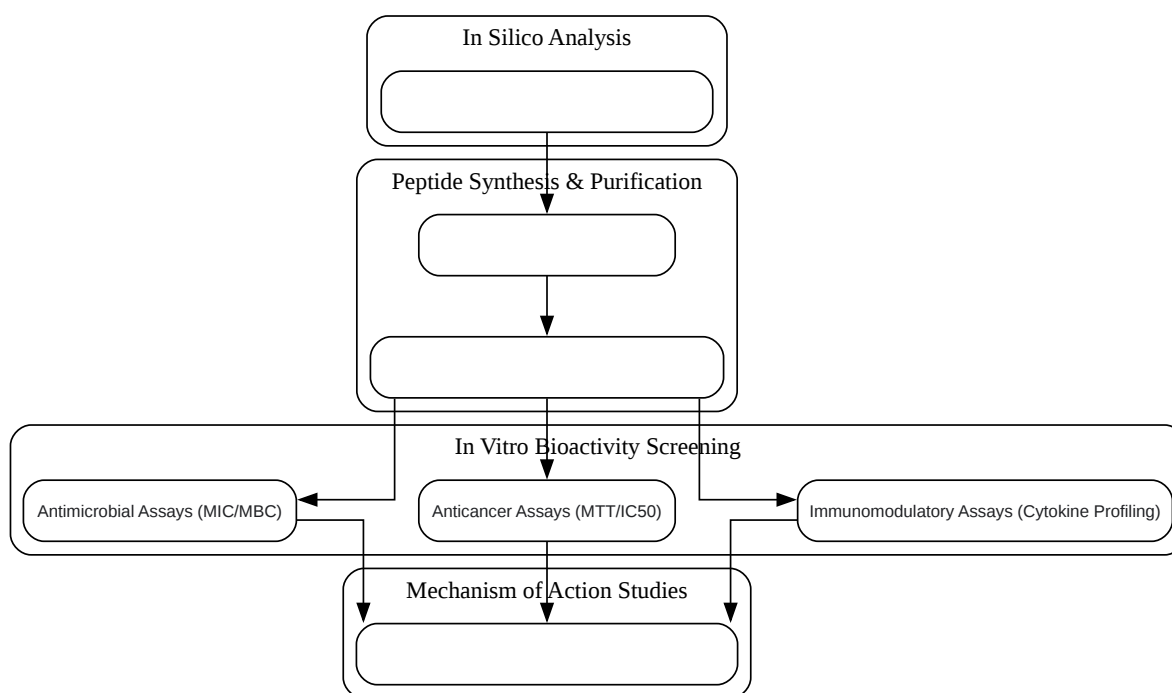 In Silico Analysis
Peptide Synthesis & Purification
In Vitro Bioactivity Screening
Antimicrobial Assays (MIC/MBC)
Anticancer Assays (MTT/IC50)
Immunomodulatory Assays (Cytokine Profiling)
Mechanism of Action Studies